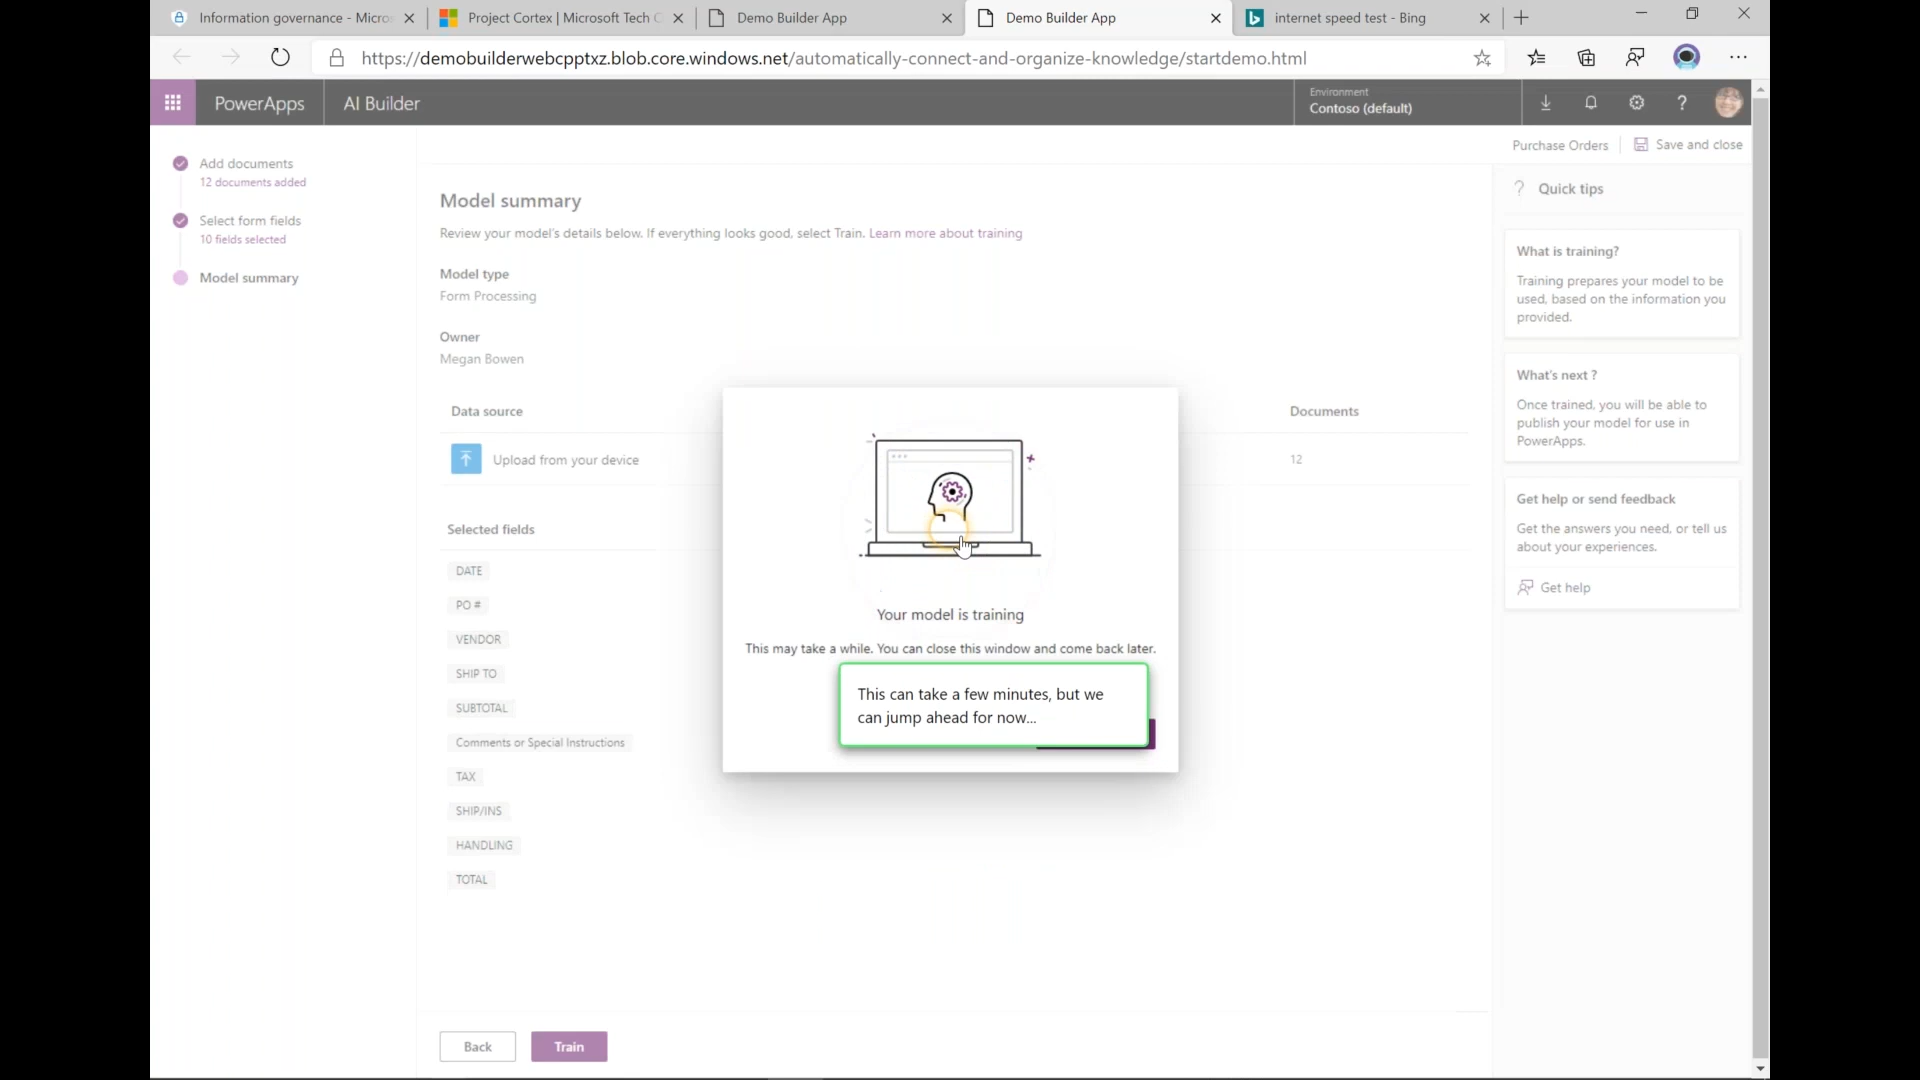 Information governance - Micros
Project Cortex | Microsoft Tech C
Demo Builder App
Demo Builder App
internet speed test - Bing
https://demobuilderwebcpptxz.blob.core.windows.net/automatically-connect-and-organize-knowledge/startdemo.html
PowerApps
AI Builder
Environment
Contoso (default)
?
Purchase Orders
Save and close
Add documents
12 documents added
Select form fields
10 fields selected
Model summary
Model summary
Review your model's details below. If everything looks good, select Train. Learn more about training
Model type
Form Processing
Owner
Megan Bowen
Data source
Documents
Upload from your device
12
Selected fields
DATE
PO #
VENDOR
SHIP TO
SUBTOTAL
Comments or Special Instructions
TAX
SHIP/INS
HANDLING
TOTAL
Your model is training
This may take a while. You can close this window and come back later.
This can take a few minutes, but we
can jump ahead for now...
? Quick tips
What is training?
Training prepares your model to be
used, based on the information you
provided.
What's next ?
Once trained, you will be able to
publish your model for use in
PowerApps.
Get help or send feedback
Get the answers you need, or tell us
about your experiences.
Get help
Back
Train